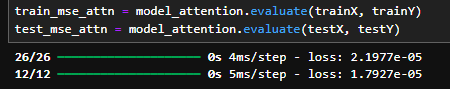 train_mse_attn = model_attention.evaluate(trainX, trainY)
test_mse_attn = model_attention.evaluate(testX, testY)
26/26 ━━━━━━━━━━━━━━━━━━━━ 0s 4ms/step - loss: 2.1977e-05
12/12 ━━━━━━━━━━━━━━━━━━━━ 0s 5ms/step - loss: 1.7927e-05